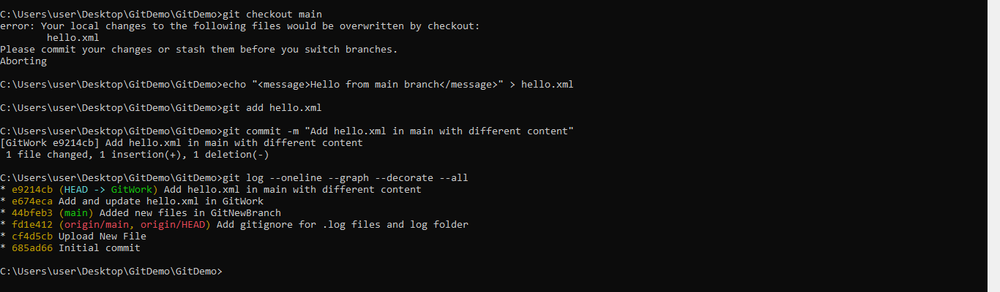 C:\Users\user\Desktop\GitDemo\GitDemo>git checkout main
error: Your local changes to the following files would be overwritten by checkout:
        hello.xml
Please commit your changes or stash them before you switch branches.
Aborting
C:\Users\user\Desktop\GitDemo\GitDemo>echo "<message>Hello from main branch</message>" > hello.xml
C:\Users\user\Desktop\GitDemo\GitDemo>git add hello.xml
C:\Users\user\Desktop\GitDemo\GitDemo>git commit -m "Add hello.xml in main with different content"
[GitWork e9214cb] Add hello.xml in main with different content
 1 file changed, 1 insertion(+), 1 deletion(-)
C:\Users\user\Desktop\GitDemo\GitDemo>git log --oneline --graph --decorate --all
* e9214cb (HEAD -> GitWork) Add hello.xml in main with different content
* e674eca Add and update hello.xml in GitWork
* 44bfeb3 (main) Added new files in GitNewBranch
* fd1e412 (origin/main, origin/HEAD) Add gitignore for .log files and log folder
* cf4d5cb Upload New File
* 685ad66 Initial commit
C:\Users\user\Desktop\GitDemo\GitDemo>